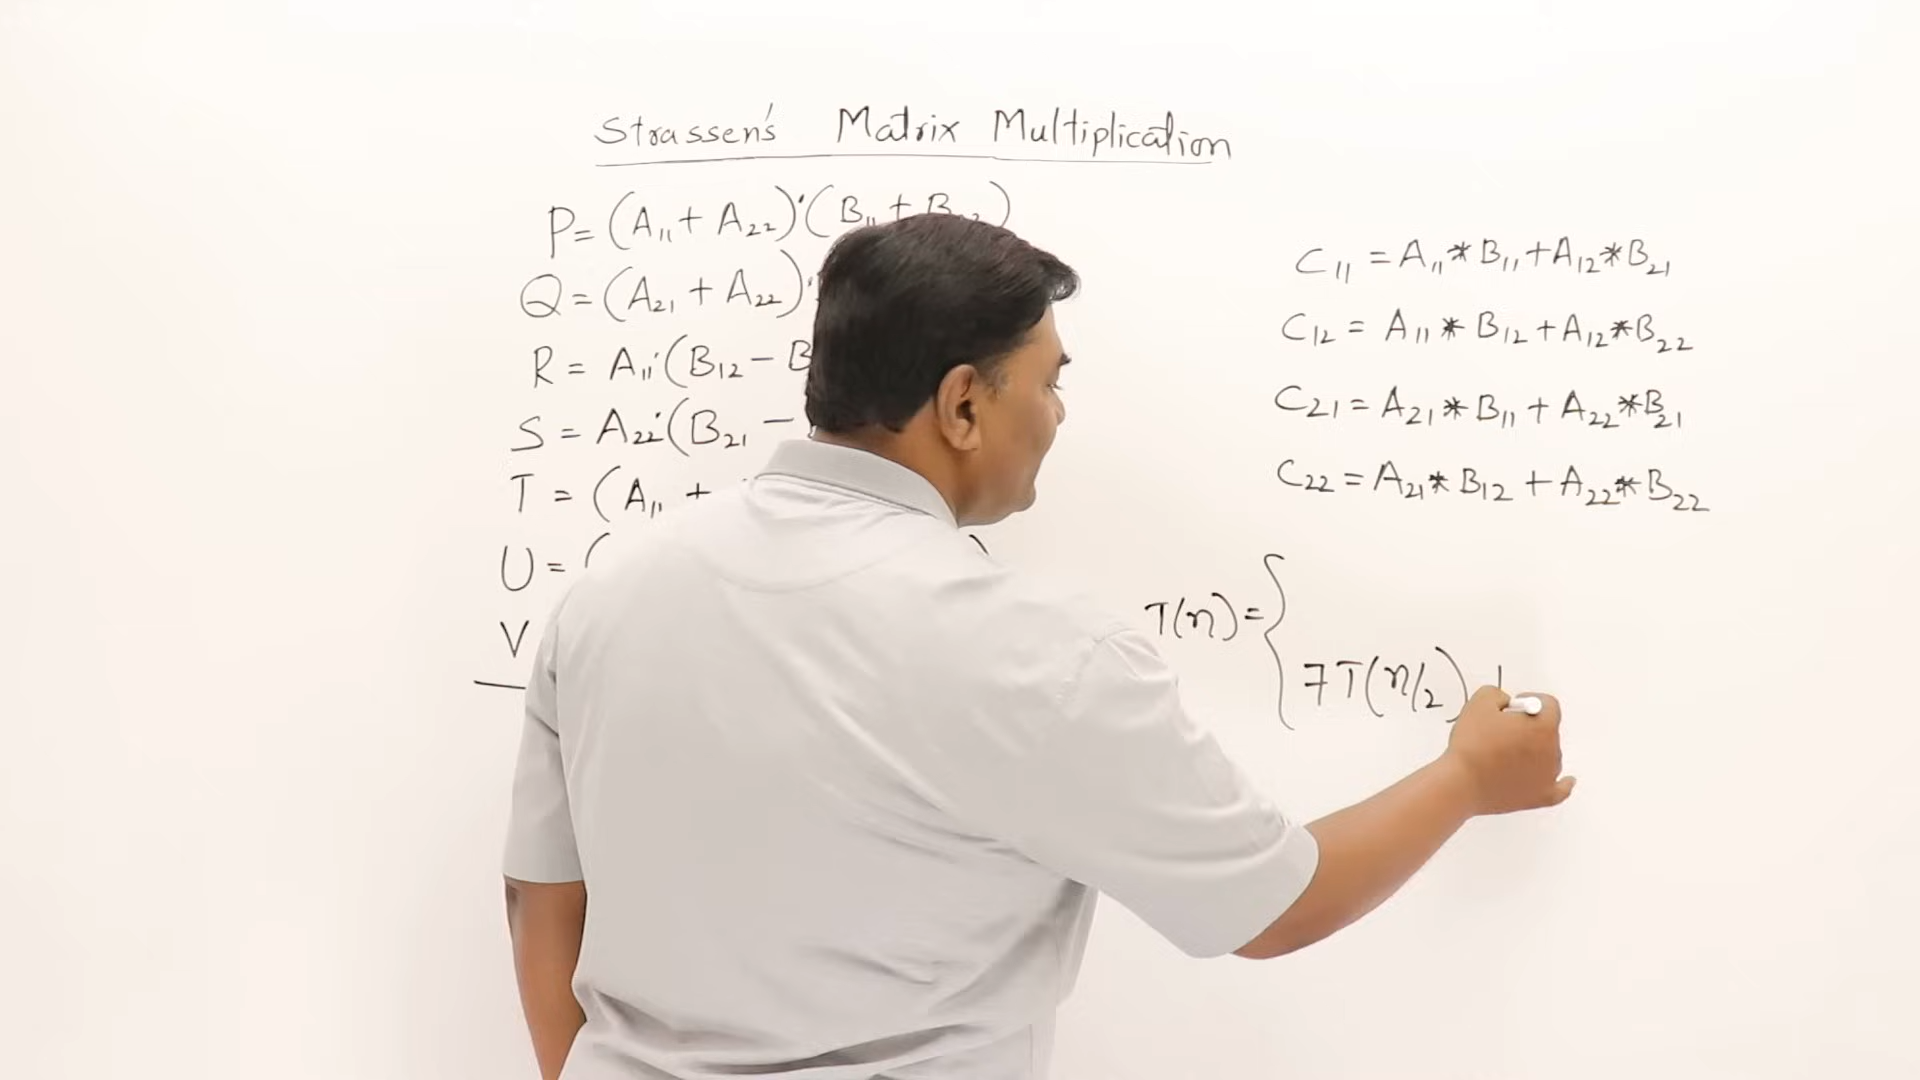 Strassen's Matrix Multiplication
P = (A11 + A22)·(B11 + B22)
Q = (A21 + A22)·
R = A11·(B12 − B
S = A22·(B21 −
T = (A11 +
U = (
V
C11 = A11 * B11 + A12 * B21
C12 = A11 * B12 + A12 * B22
C21 = A21 * B11 + A22 * B21
C22 = A21 * B12 + A22 * B22
T(n) = {
7T(n/2) +